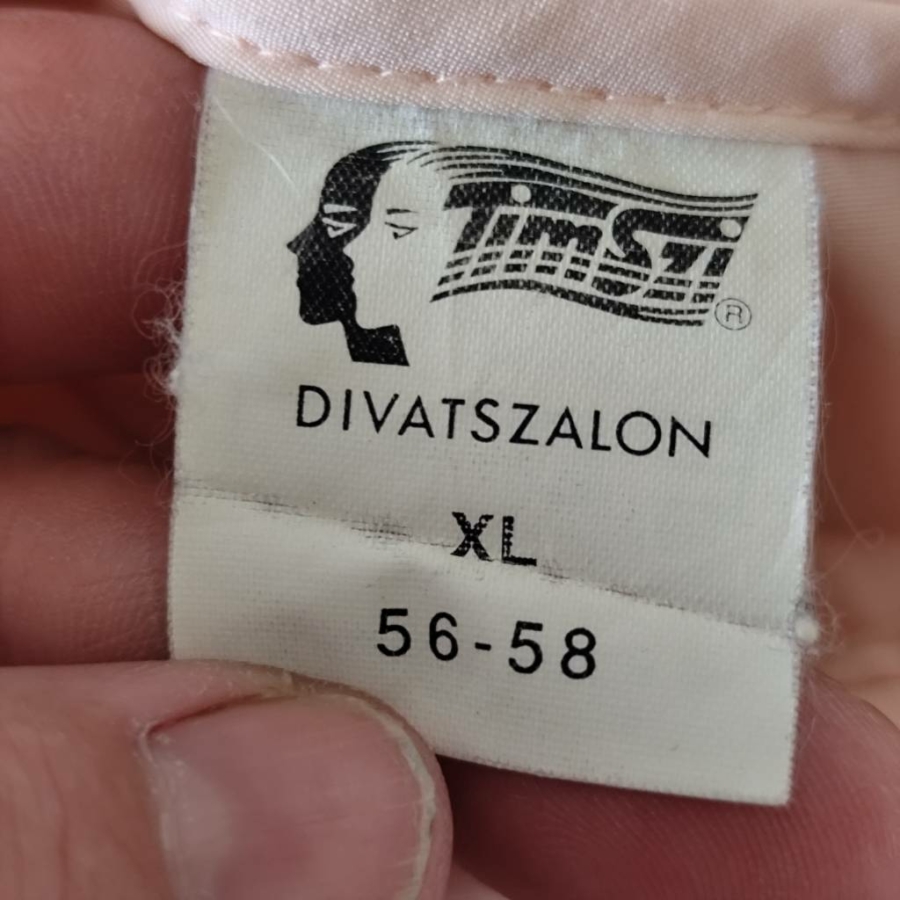 TimSzi
®
DIVATSZALON
XL
56-58